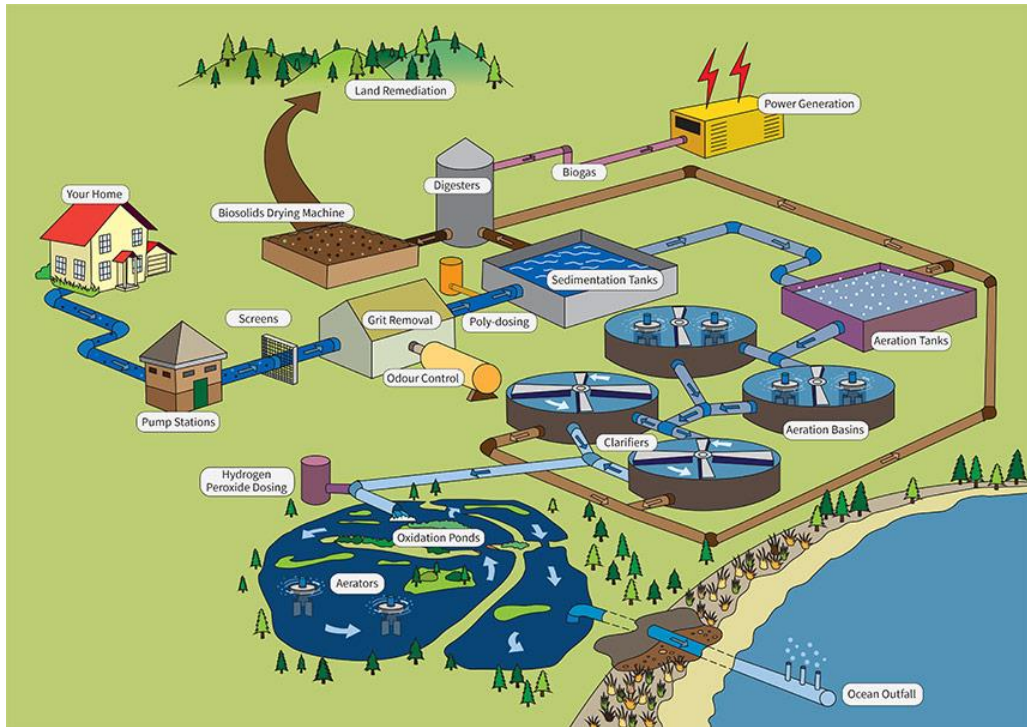 Land Remediation
Power Generation
Biogas
Digesters
Your Home
Biosolids Drying Machine
Sedimentation Tanks
Screens
Grit Removal
Poly-dosing
Aeration Tanks
Odour Control
Pump Stations
Aeration Basins
Clarifiers
Hydrogen
Peroxide Dosing
Oxidation Ponds
Aerators
Ocean Outfall